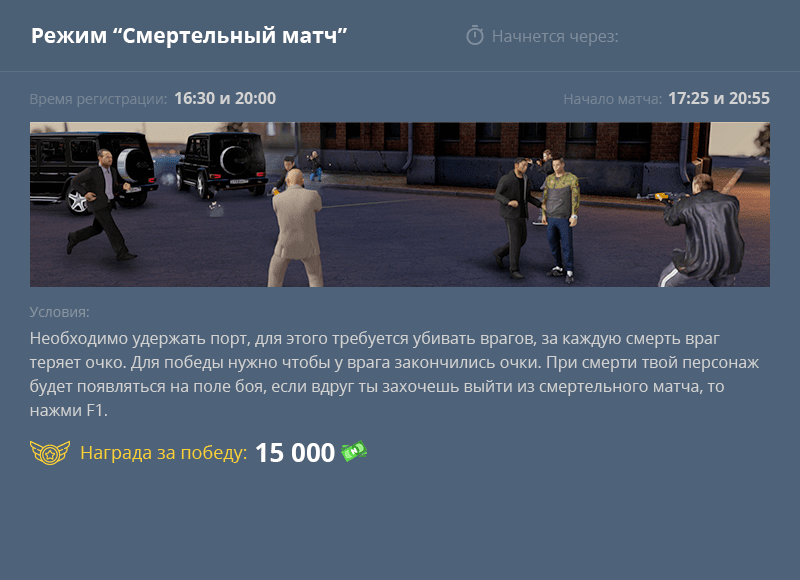 Режим “Смертельный матч”
Начнется через:
Время регистрации: 16:30 и 20:00
Начало матча: 17:25 и 20:55
Условия:
Необходимо удержать порт, для этого требуется убивать врагов, за каждую смерть враг
теряет очко. Для победы нужно чтобы у врага закончились очки. При смерти твой персонаж
будет появляться на поле боя, если вдруг ты захочешь выйти из смертельного матча, то
нажми F1.
Награда за победу: 15 000